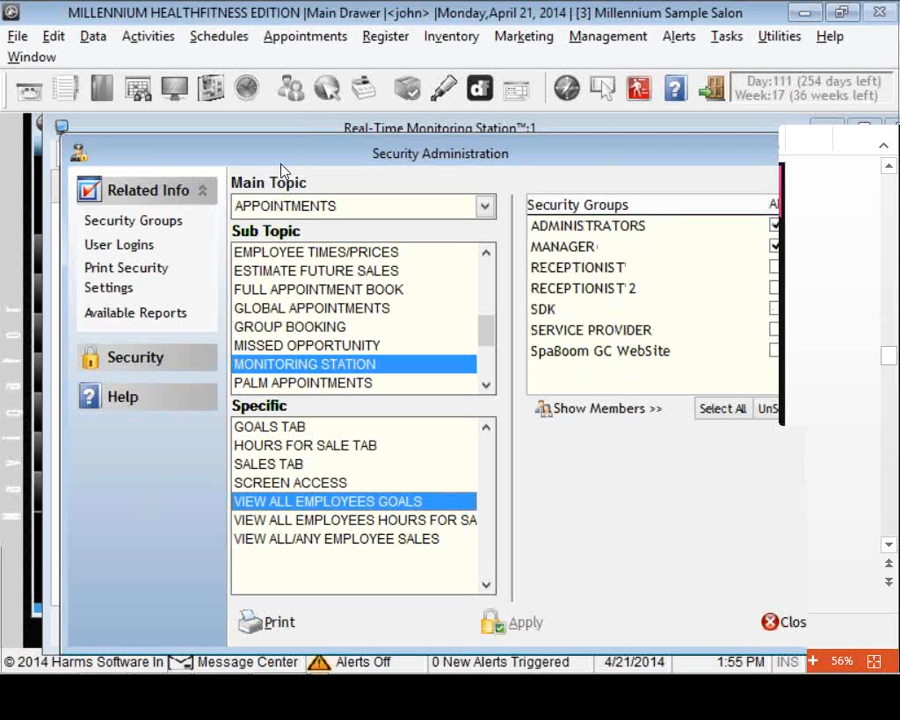 MILLENNIUM HEALTHFITNESS EDITION |Main Drawer |<john> |Monday,April 21, 2014 | [3] Millennium Sample Salon
File Edit Data Activities Schedules Appointments Register Inventory Marketing Management Alerts Tasks Utilities Help
Window
Day:111 (254 days left)
Week:17 (36 weeks left)
Real-Time Monitoring Station™:1
Security Administration
Related Info
Security Groups
User Logins
Print Security
Settings
Available Reports
Security
Help
Main Topic
APPOINTMENTS
Sub Topic
EMPLOYEE TIMES/PRICES
ESTIMATE FUTURE SALES
FULL APPOINTMENT BOOK
GLOBAL APPOINTMENTS
GROUP BOOKING
MISSED OPPORTUNITY
MONITORING STATION
PALM APPOINTMENTS
Specific
GOALS TAB
HOURS FOR SALE TAB
SALES TAB
SCREEN ACCESS
VIEW ALL EMPLOYEES GOALS
VIEW ALL EMPLOYEES HOURS FOR SA
VIEW ALL/ANY EMPLOYEE SALES
Security Groups Al
ADMINISTRATORS
MANAGER
RECEPTIONIST
RECEPTIONIST 2
SDK
SERVICE PROVIDER
SpaBoom GC WebSite
Show Members >> Select All UnS
Print Apply Clos
© 2014 Harms Software In Message Center Alerts Off 0 New Alerts Triggered 4/21/2014 1:55 PM INS 56%